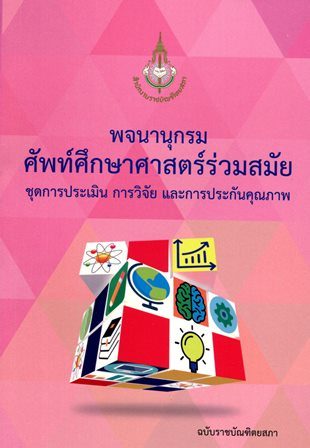 สำนักงานราชบัณฑิตยสภา
พจนานุกรม
ศัพท์ศึกษาศาสตร์ร่วมสมัย
ชุดการประเมิน การวิจัย และการประกันคุณภาพ
ฉบับราชบัณฑิตยสภา